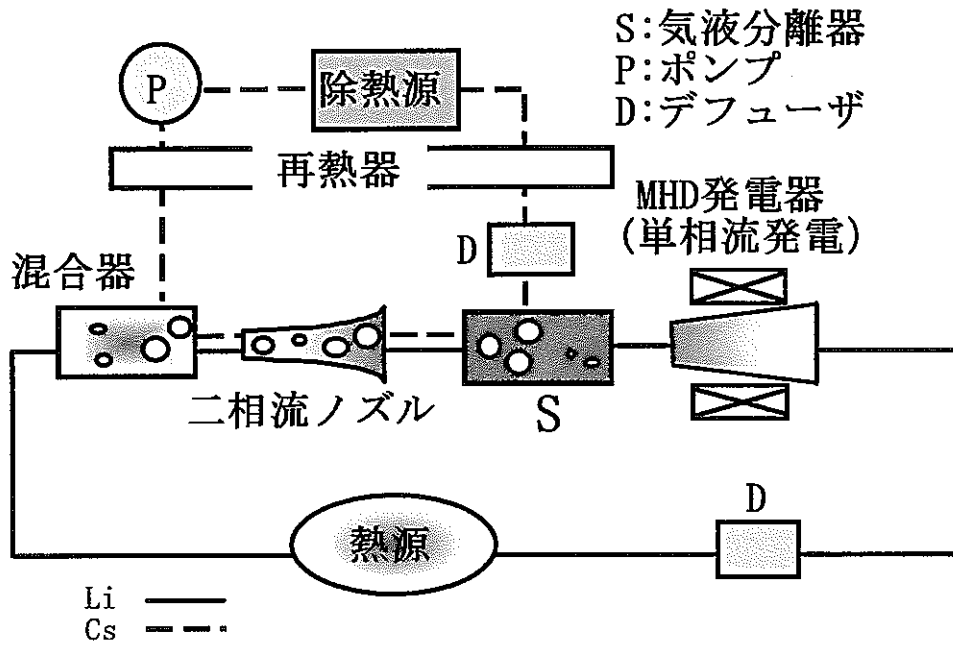 S:気液分離器
P:ポンプ
D:デフューザ
P
除熱源
再熱器
MHD発電器
(単相流発電)
D
混合器
二相流ノズル
S
D
熱源
Li
Cs